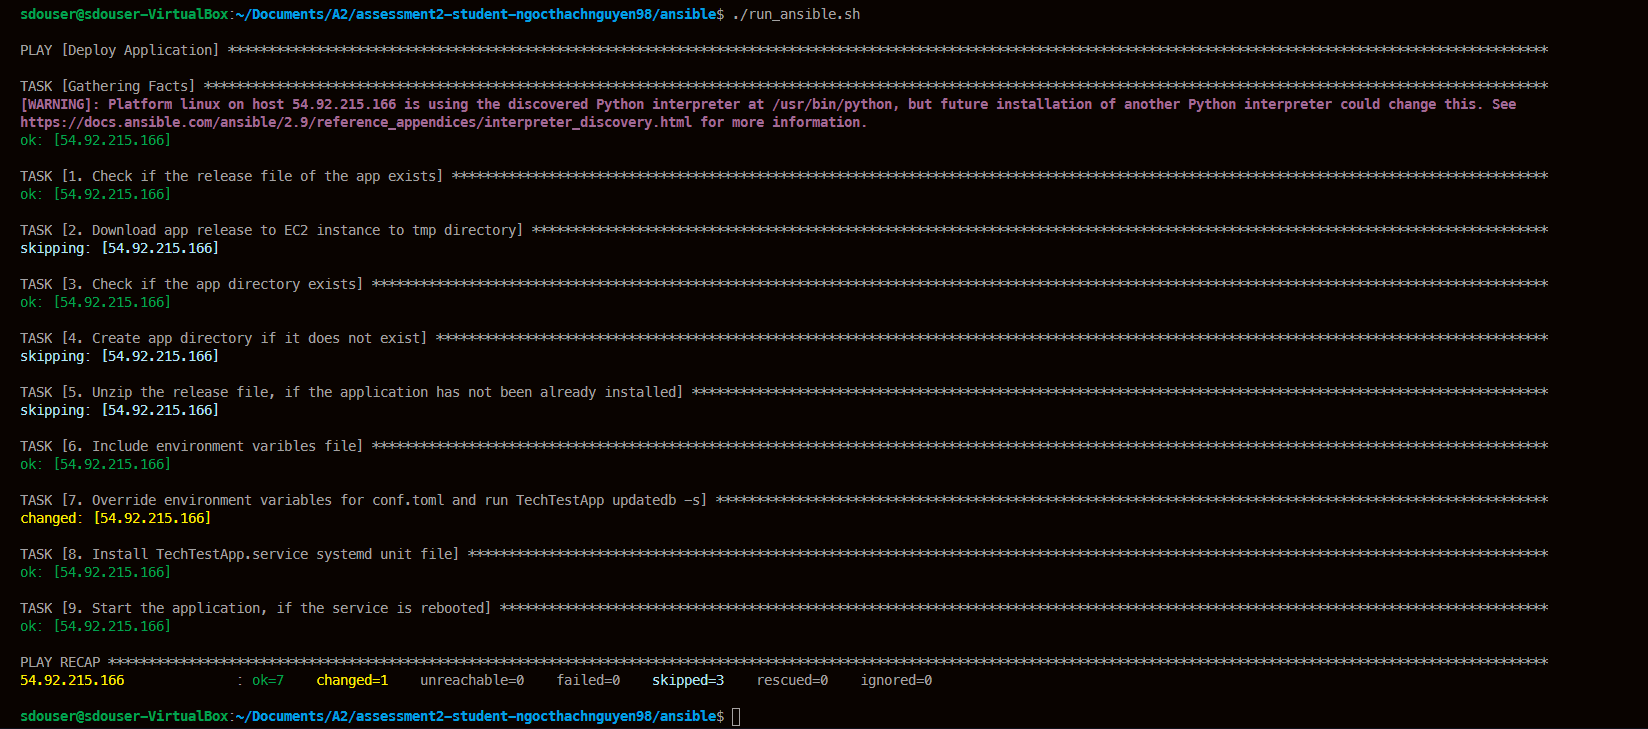 sdouser@sdouser-VirtualBox:~/Documents/A2/assessment2-student-ngocthachnguyen98/ansible$ ./run_ansible.sh
PLAY [Deploy Application] ************************************************************************************************************************************************************************
TASK [Gathering Facts] ***************************************************************************************************************************************************************************
[WARNING]: Platform linux on host 54.92.215.166 is using the discovered Python interpreter at /usr/bin/python, but future installation of another Python interpreter could change this. See
https://docs.ansible.com/ansible/2.9/reference_appendices/interpreter_discovery.html for more information.
ok: [54.92.215.166]
TASK [1. Check if the release file of the app exists] ********************************************************************************************************************************************
ok: [54.92.215.166]
TASK [2. Download app release to EC2 instance to tmp directory] **********************************************************************************************************************************
skipping: [54.92.215.166]
TASK [3. Check if the app directory exists] ******************************************************************************************************************************************************
ok: [54.92.215.166]
TASK [4. Create app directory if it does not exist] **********************************************************************************************************************************************
skipping: [54.92.215.166]
TASK [5. Unzip the release file, if the application has not been already installed] **************************************************************************************************************
skipping: [54.92.215.166]
TASK [6. Include environment varibles file] ******************************************************************************************************************************************************
ok: [54.92.215.166]
TASK [7. Override environment variables for conf.toml and run TechTestApp updatedb -s] ***********************************************************************************************************
changed: [54.92.215.166]
TASK [8. Install TechTestApp.service systemd unit file] ******************************************************************************************************************************************
ok: [54.92.215.166]
TASK [9. Start the application, if the service is rebooted] **************************************************************************************************************************************
ok: [54.92.215.166]
PLAY RECAP ***************************************************************************************************************************************************************************************
54.92.215.166              : ok=7    changed=1    unreachable=0    failed=0    skipped=3    rescued=0    ignored=0
sdouser@sdouser-VirtualBox:~/Documents/A2/assessment2-student-ngocthachnguyen98/ansible$